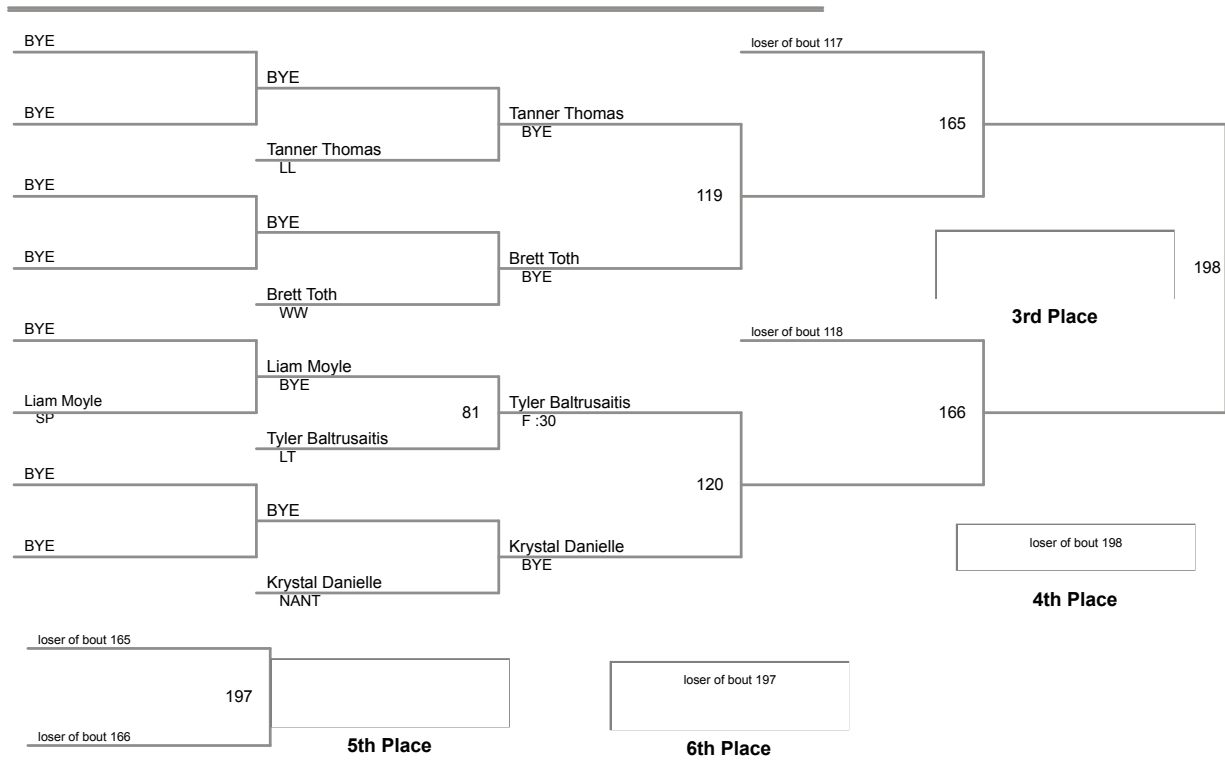 BYE
loser of bout 117
BYE
BYE
Tanner Thomas
BYE
165
Tanner Thomas
LL
BYE
119
BYE
BYE
Brett Toth
BYE
198
Brett Toth
WW
3rd Place
BYE
loser of bout 118
Liam Moyle
BYE
Liam Moyle
SP
81
Tyler Baltrusaitis
F :30
166
Tyler Baltrusaitis
LT
BYE
120
BYE
BYE
Krystal Danielle
BYE
loser of bout 198
Krystal Danielle
NANT
4th Place
loser of bout 165
197
loser of bout 197
loser of bout 166
5th Place
6th Place